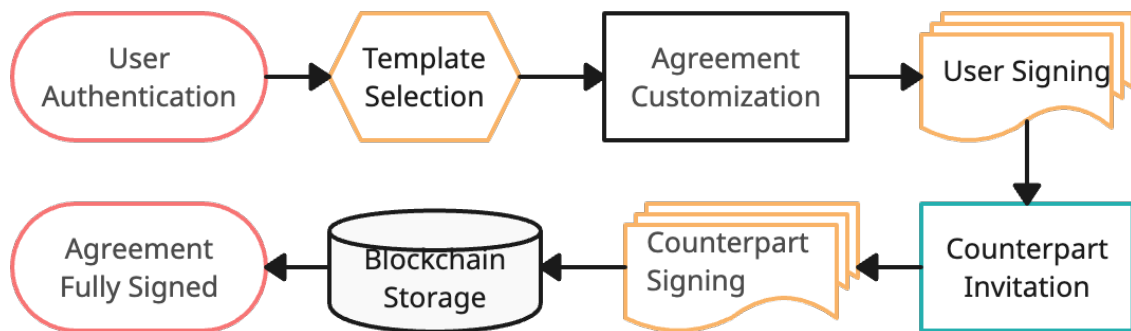 User
Authentication
Template
Selection
Agreement
Customization
User Signing
Counterpart
Invitation
Counterpart
Signing
Blockchain
Storage
Agreement
Fully Signed